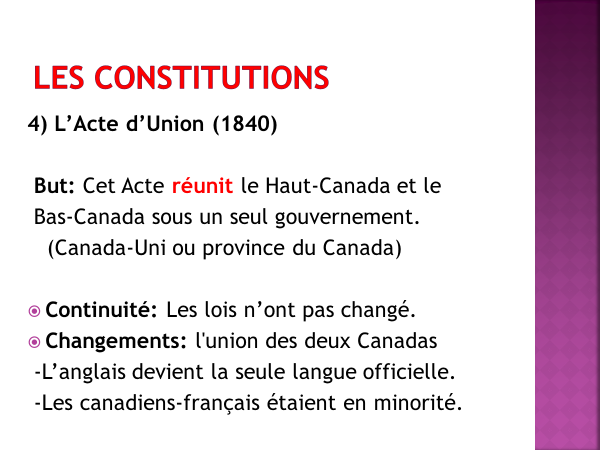 LES CONSTITUTIONS
4) L’Acte d’Union (1840)
But: Cet Acte réunit le Haut-Canada et le
Bas-Canada sous un seul gouvernement.
(Canada-Uni ou province du Canada)
Continuité: Les lois n’ont pas changé.
Changements: l'union des deux Canadas
-L’anglais devient la seule langue officielle.
-Les canadiens-français étaient en minorité.